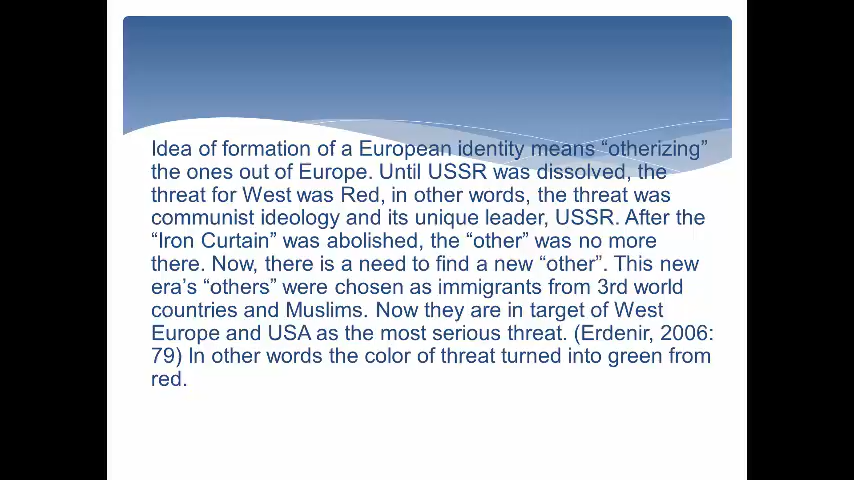 Idea of formation of a European identity means “otherizing”
the ones out of Europe. Until USSR was dissolved, the
threat for West was Red, in other words, the threat was
communist ideology and its unique leader, USSR. After the
“Iron Curtain” was abolished, the “other” was no more
there. Now, there is a need to find a new “other”. This new
era’s “others” were chosen as immigrants from 3rd world
countries and Muslims. Now they are in target of West
Europe and USA as the most serious threat. (Erdenir, 2006:
79) In other words the color of threat turned into green from
red.